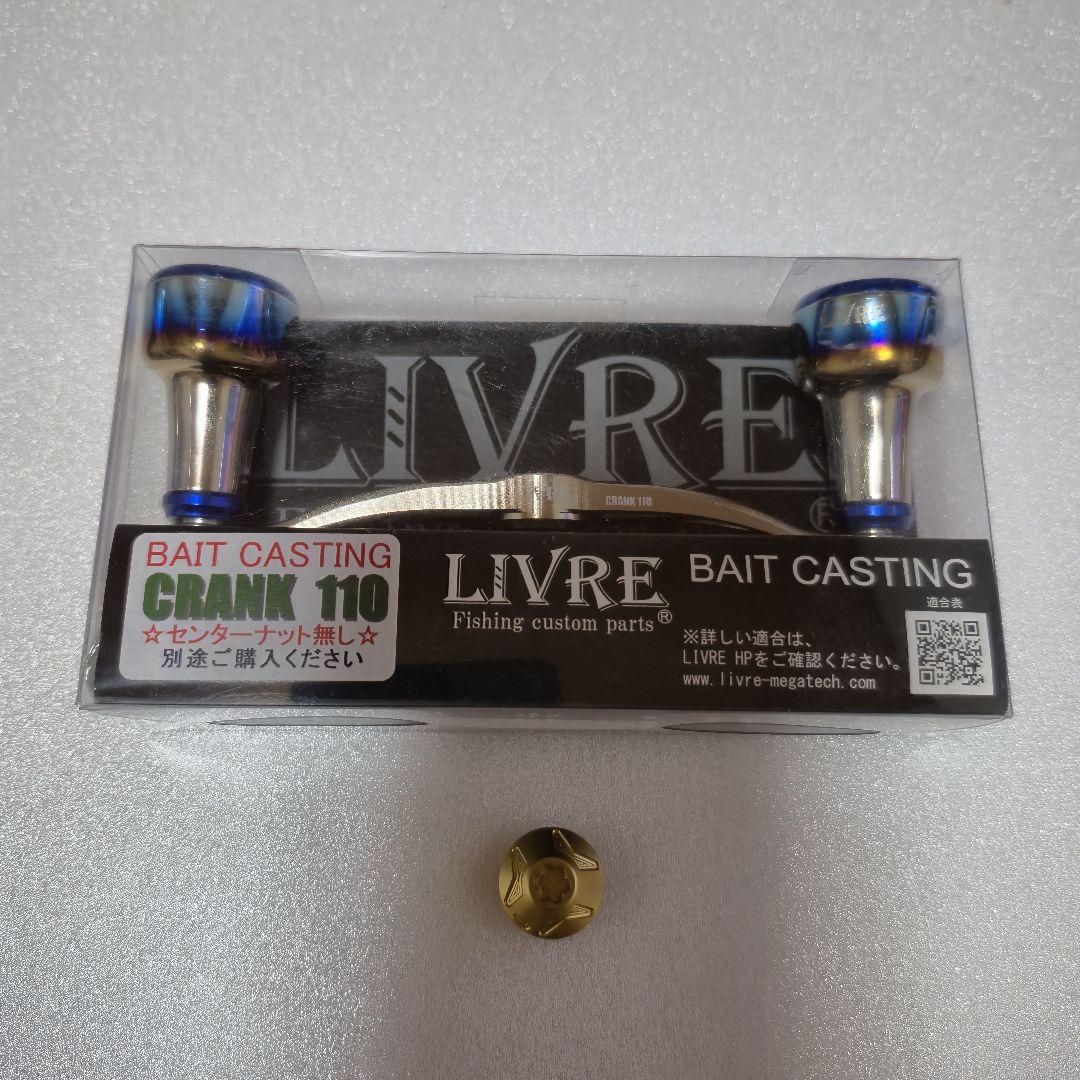 LIVRE
CRANK 110
BAIT CASTING
CRANK 110
☆センターナット無し☆
別途ご購入ください
LIVRE
Fishing custom parts®
BAIT CASTING
適合表
※詳しい適合は、
LIVRE HPをご確認ください。
www.livre-megatech.com